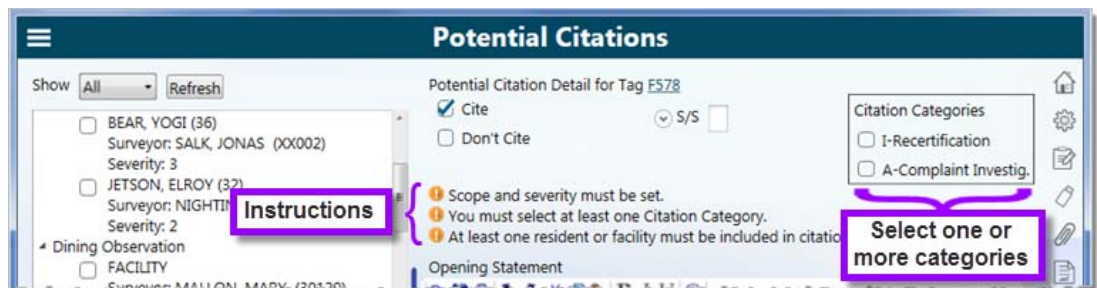 Potential Citations
Show All Refresh
BEAR, YOGI (36)
Surveyor: SALK, JONAS (XX002)
Severity: 3
JETSON, ELROY (32)
Surveyor:
Severity: 2
Dining Observation
FACILITY
Surveyor: MALLON, MARY
Instructions
Potential Citation Detail for Tag F578
Cite
Don't Cite
S/S
Scope and severity must be set.
You must select at least one Citation Category.
At least one resident or facility must be included in
Opening Statement
Citation Categories
I-Recertification
A-Complaint Investig.
Select one or
more categories